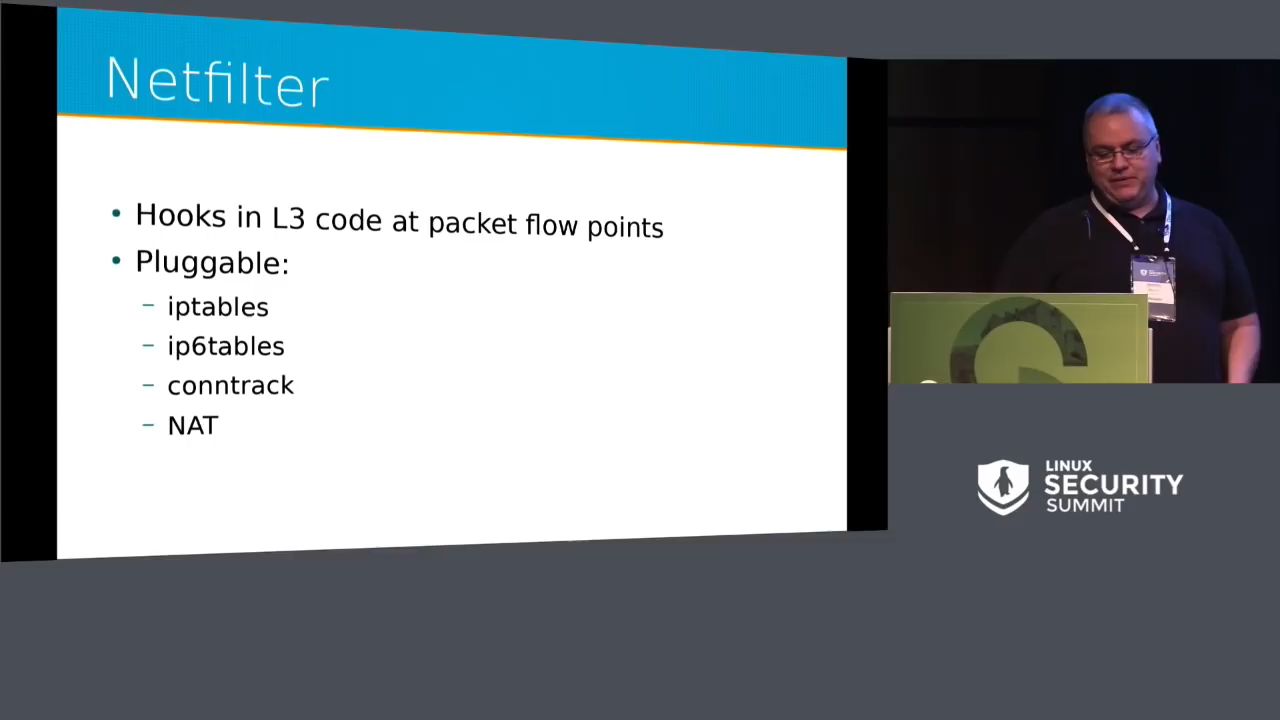 Netfilter
• Hooks in L3 code at packet flow points
• Pluggable:
– iptables
– ip6tables
– conntrack
– NAT
LINUX
SECURITY
SUMMIT